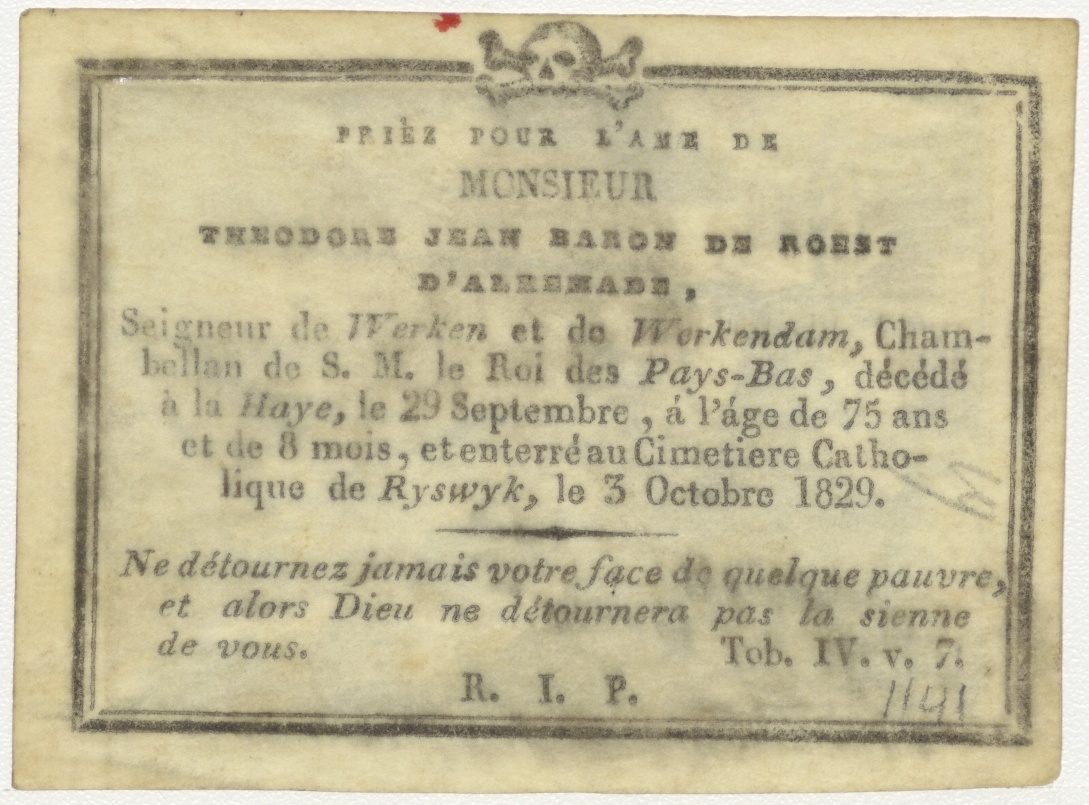 PRIÈZ POUR L'AME DE
MONSIEUR
THEODORE JEAN BARON DE ROEST
D'ALKEMADE,
Seigneur de Werken et de Werkendam, Cham-
bellan de S. M. le Roi des Pays-Bas, décédé
à la Haye, le 29 Septembre, á l'áge de 75 ans
et de 8 mois, et enterré au Cimetiere Catho-
lique de Ryswyk, le 3 Octobre 1829.
Ne détournez jamais votre face de quelque pauvre,
et alors Dieu ne détournera pas la sienne
de vous. Tob. IV. v. 7.
R. I. P.
1141